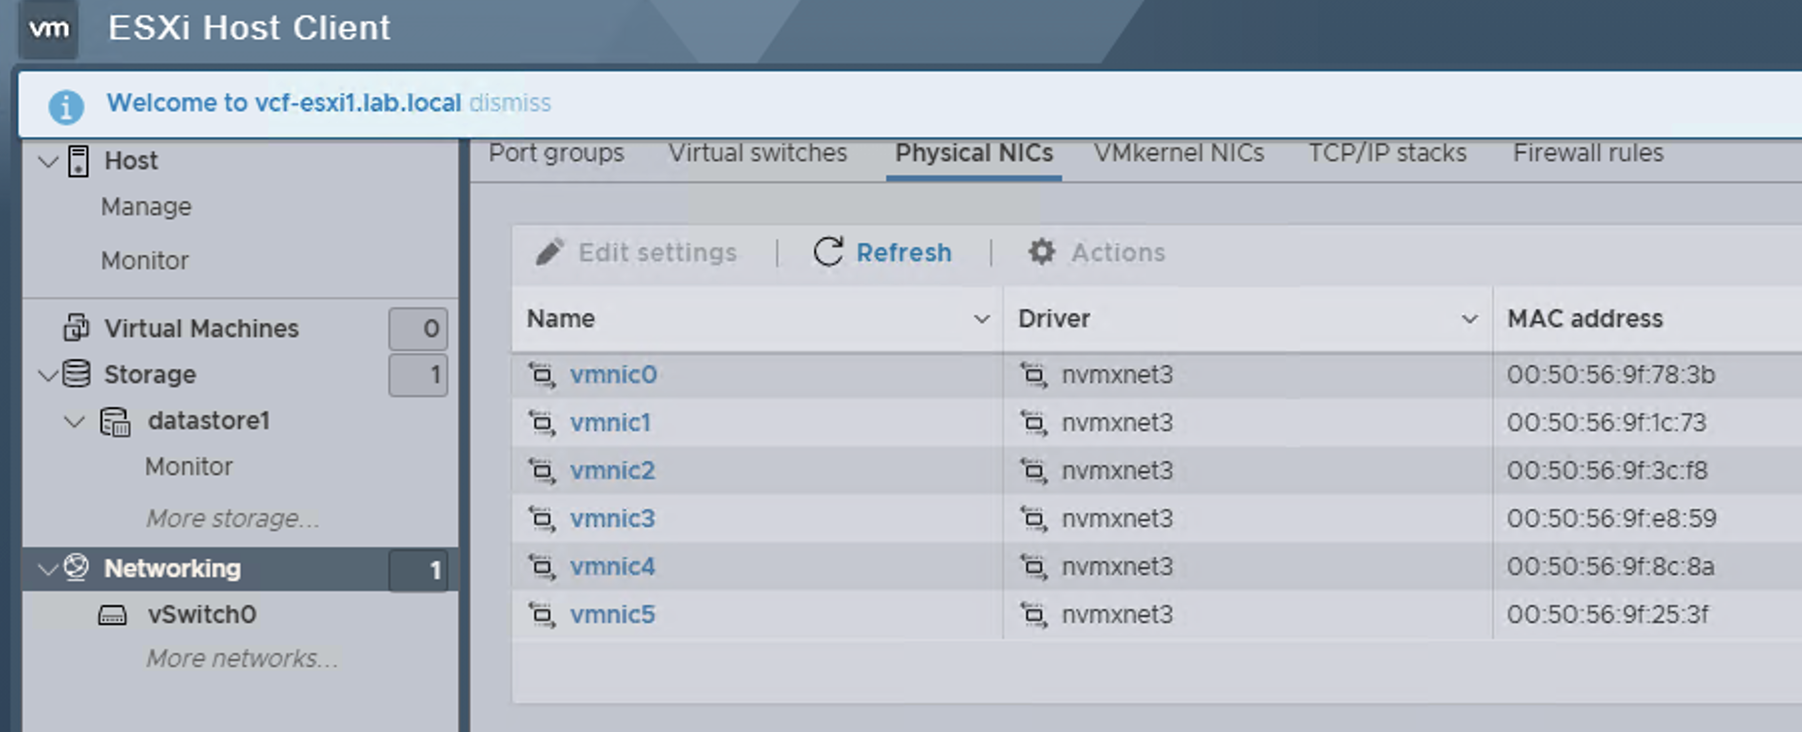 vm ESXi Host Client
Welcome to vcf-esxi1.lab.local dismiss
Host
Manage
Monitor
Virtual Machines 0
Storage 1
datastore1
Monitor
More storage...
Networking 1
vSwitch0
More networks...
Port groups Virtual switches Physical NICs VMkernel NICs TCP/IP stacks Firewall rules
Edit settings | Refresh | Actions
Name Driver MAC address
vmnic0 nvmxnet3 00:50:56:9f:78:3b
vmnic1 nvmxnet3 00:50:56:9f:1c:73
vmnic2 nvmxnet3 00:50:56:9f:3c:f8
vmnic3 nvmxnet3 00:50:56:9f:e8:59
vmnic4 nvmxnet3 00:50:56:9f:8c:8a
vmnic5 nvmxnet3 00:50:56:9f:25:3f